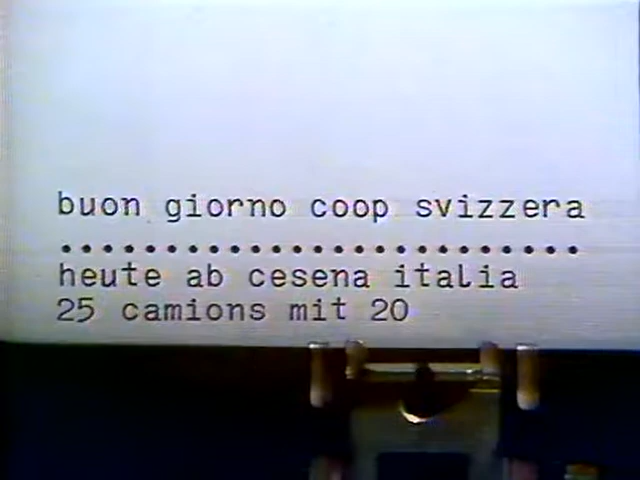 buon giorno coop svizzera
.........................
heute ab cesena italia
25 camions mit 20